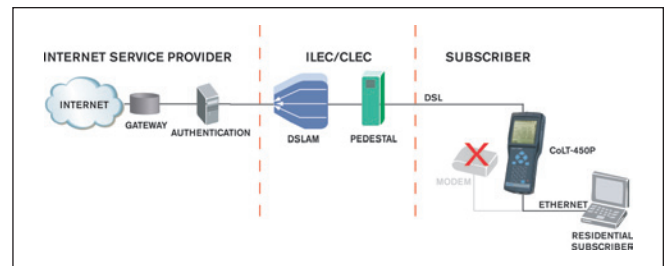 INTERNET SERVICE PROVIDER
ILEC/CLEC
SUBSCRIBER
INTERNET
GATEWAY
AUTHENTICATION
DSLAM
PEDESTAL
DSL
CoLT-450P
MODEM
ETHERNET
RESIDENTIAL
SUBSCRIBER